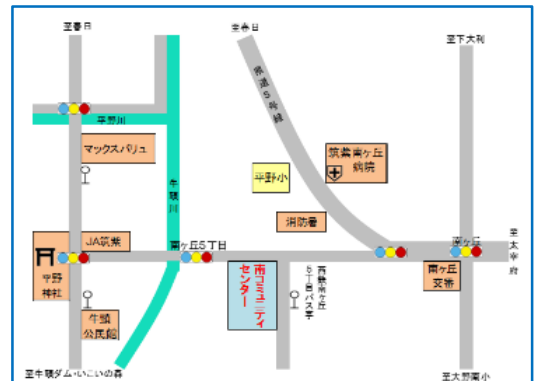 至春日
至春日
至下大利
県道5号線
平野川
マックスバリュ
筑紫南ヶ丘
病院
平野小
牛頸川
消防署
JA筑紫
南ヶ丘5丁目
南ヶ丘
至太宰府
平野
神社
南コミュニティ
センター
西鉄南ヶ丘
5丁目バス亭
南ヶ丘
交番
牛頸
公民館
至牛頸ダム・いこいの森
至大野南小